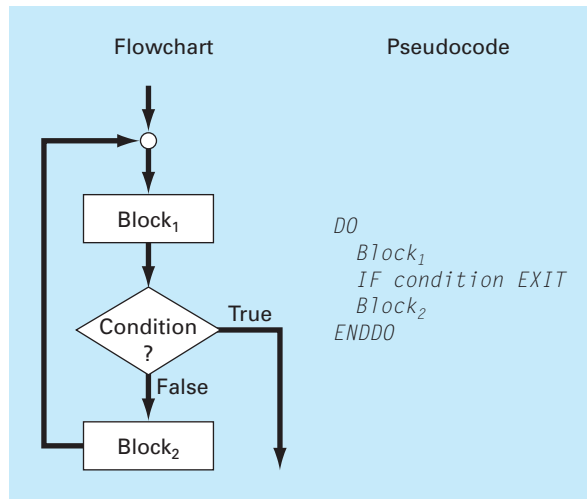 Flowchart
Pseudocode
Block₁
Condition
?
True
False
Block₂
DO
Block₁
IF condition EXIT
Block₂
ENDDO